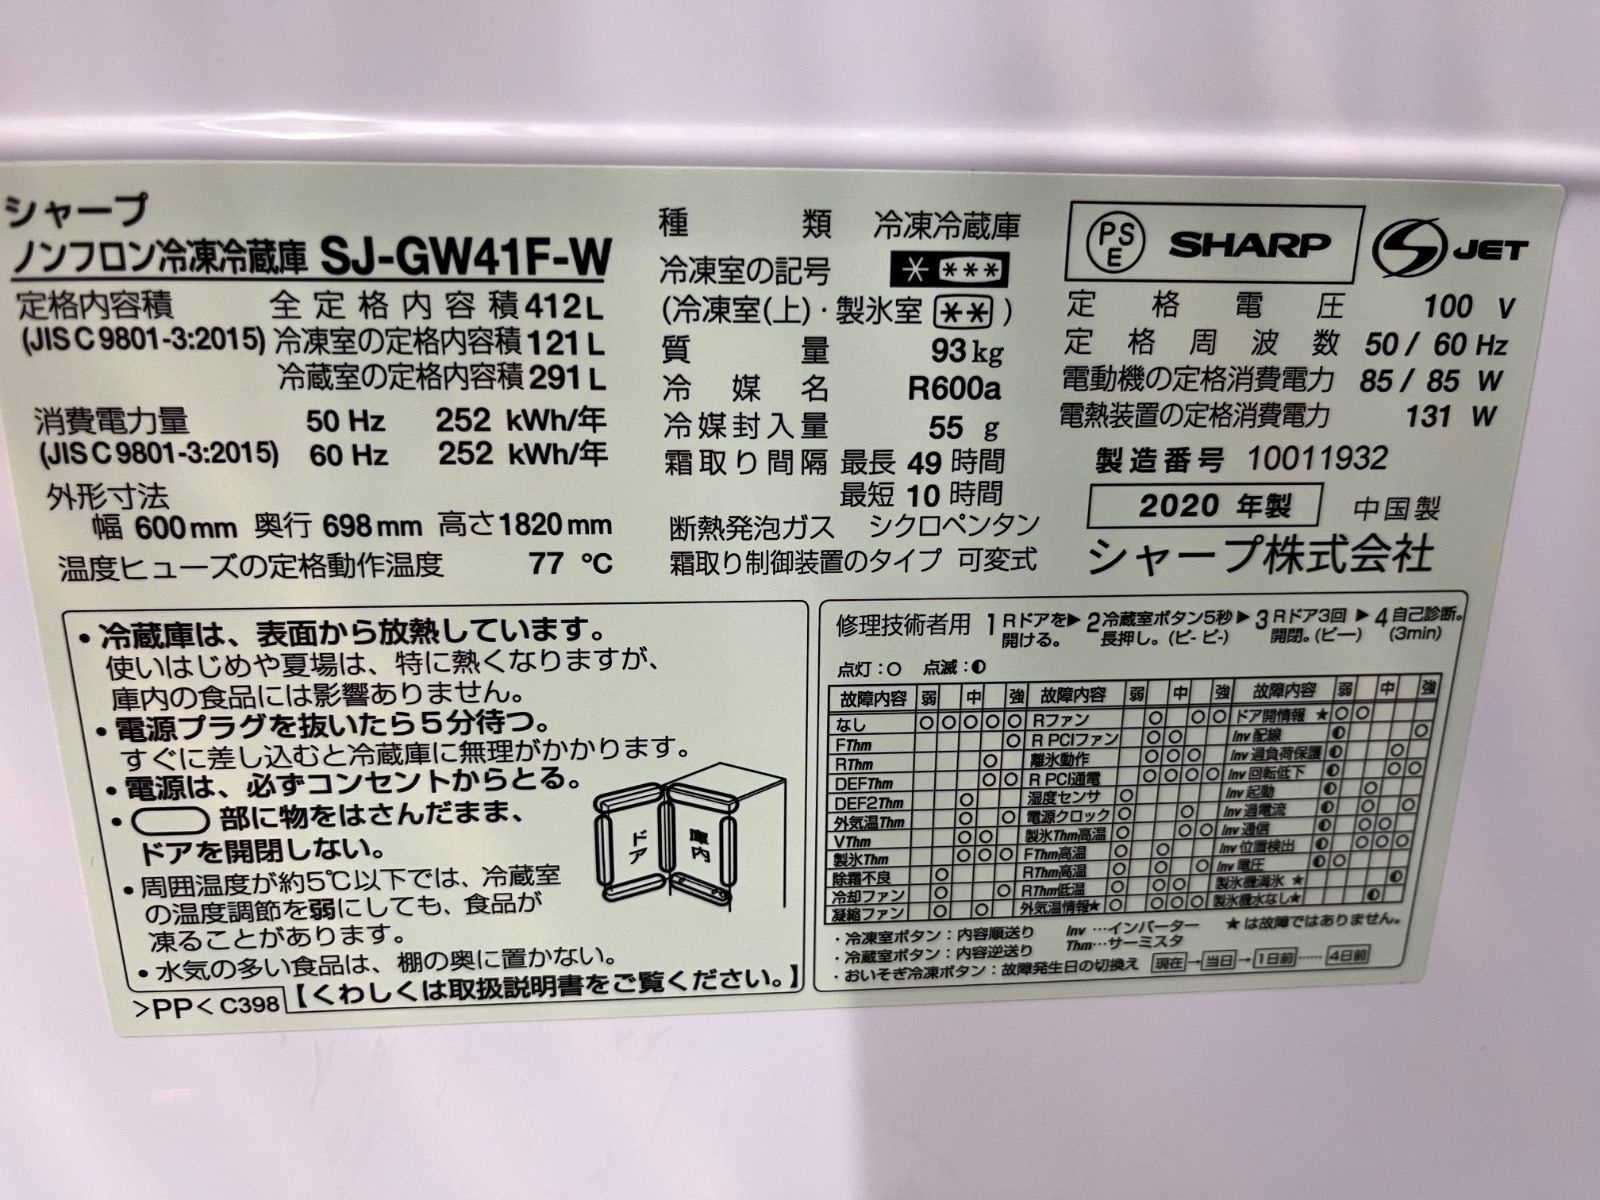 シャープ
ノンフロン冷凍冷蔵庫 SJ-GW41F-W
定格内容積 全定格内容積 412L
(JIS C 9801-3:2015) 冷凍室の定格内容積 121L
冷蔵室の定格内容積 291L
消費電力量 50 Hz 252 kWh/年
(JIS C 9801-3:2015) 60 Hz 252 kWh/年
外形寸法
幅 600mm 奥行 698mm 高さ 1820mm
温度ヒューズの定格動作温度 77 ℃
種類 冷凍冷蔵庫
冷凍室の記号 * ***
(冷凍室(上)・製氷室 ** )
質量 93kg
冷媒名 R600a
冷媒封入量 55 g
霜取り間隔 最長 49 時間
最短 10 時間
断熱発泡ガス シクロペンタン
霜取り制御装置のタイプ 可変式
PSE SHARP S JET
定格電圧 100 V
定格周波数 50 / 60 Hz
電動機の定格消費電力 85 / 85 W
電熱装置の定格消費電力 131 W
製造番号 10011932
2020 年製 中国製
シャープ株式会社
・冷蔵庫は、表面から放熱しています。
使いはじめや夏場は、特に熱くなりますが、
庫内の食品には影響ありません。
・電源プラグを抜いたら5分待つ。
すぐに差し込むと冷蔵庫に無理がかかります。
・電源は、必ずコンセントからとる。
・ 部に物をはさんだまま、
ドアを開閉しない。
・周囲温度が約5℃以下では、冷蔵室
の温度調節を弱にしても、食品が
凍ることがあります。
・水気の多い食品は、棚の奥に置かない。
【くわしくは取扱説明書をご覧ください。】
>PP< C398
ドア 庫内
修理技術者用 1 Rドアを開ける。▶ 2 冷蔵室ボタン5秒長押し。(ピ- ピ-)▶ 3 Rドア3回開閉。(ピー)▶ 4 自己診断。(3min)
点灯:○ 点滅:◐
故障内容 弱 中 強 故障内容 弱 中 強 故障内容 弱 中 強
なし ○ ○ ○ ○ ○ Rファン ○ ○ ○ ドア開情報 ★ ○ ○
FThm ○ R PCIファン ○ ○ Inv 配線 ◐ ○
RThm ○ 離氷動作 ○ ○ ○ Inv 過負荷保護 ◐ ○
DEFThm ○ ○ R PCI通電 ○ ○ ○ ○ Inv 回転低下 ◐ ○ ○
DEF2Thm ○ 湿度センサ ○ Inv 起動 ◐ ○
外気温Thm ○ ○ 電源クロック ○ ○ Inv 過電流 ◐ ○ ○
VThm ○ ○ 製氷Thm高温 ○ ○ ○ Inv 通信 ◐ ○ ○
製氷Thm ○ ○ ○ FThm高温 ○ ○ Inv 位置検出 ◐ ○ ○ ○
除霜不良 ○ RThm高温 ○ ○ ○ Inv 電圧 ◐ ○
冷却ファン ○ ○ RThm低温 ○ ○ ○ 製氷機満氷 ★ ◐
凝縮ファン ○ ○ 外気温情報★ ○ ○ ○ ○ 製氷機水なし★ ◐
・冷凍室ボタン:内容順送り Inv …インバーター ★は故障ではありません。
・冷蔵室ボタン:内容逆送り Thm…サーミスタ
・おいそぎ冷凍ボタン:故障発生日の切換え 現在→当日→1日前……4日前